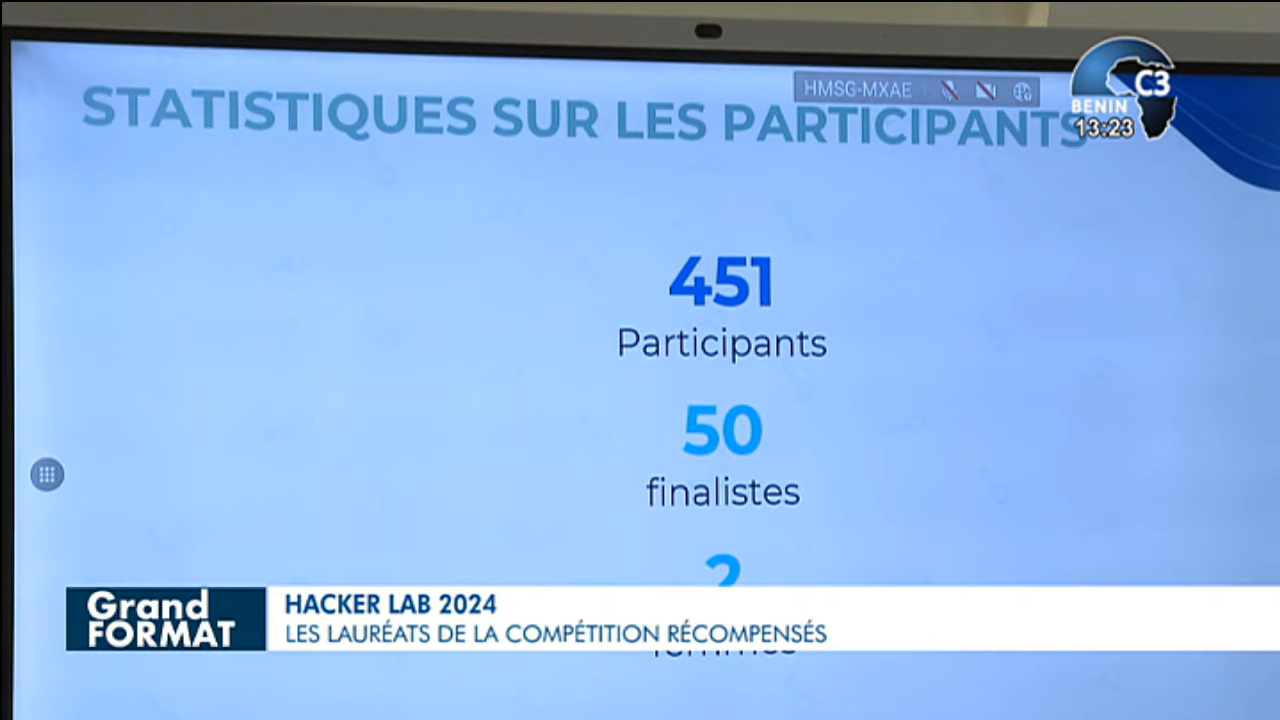 HMSG-MXAE
C3
BENIN
13:23
STATISTIQUES SUR LES PARTICIPANTS
451
Participants
50
finalistes
2
Grand
FORMAT
HACKER LAB 2024
LES LAURÉATS DE LA COMPÉTITION RÉCOMPENSÉS